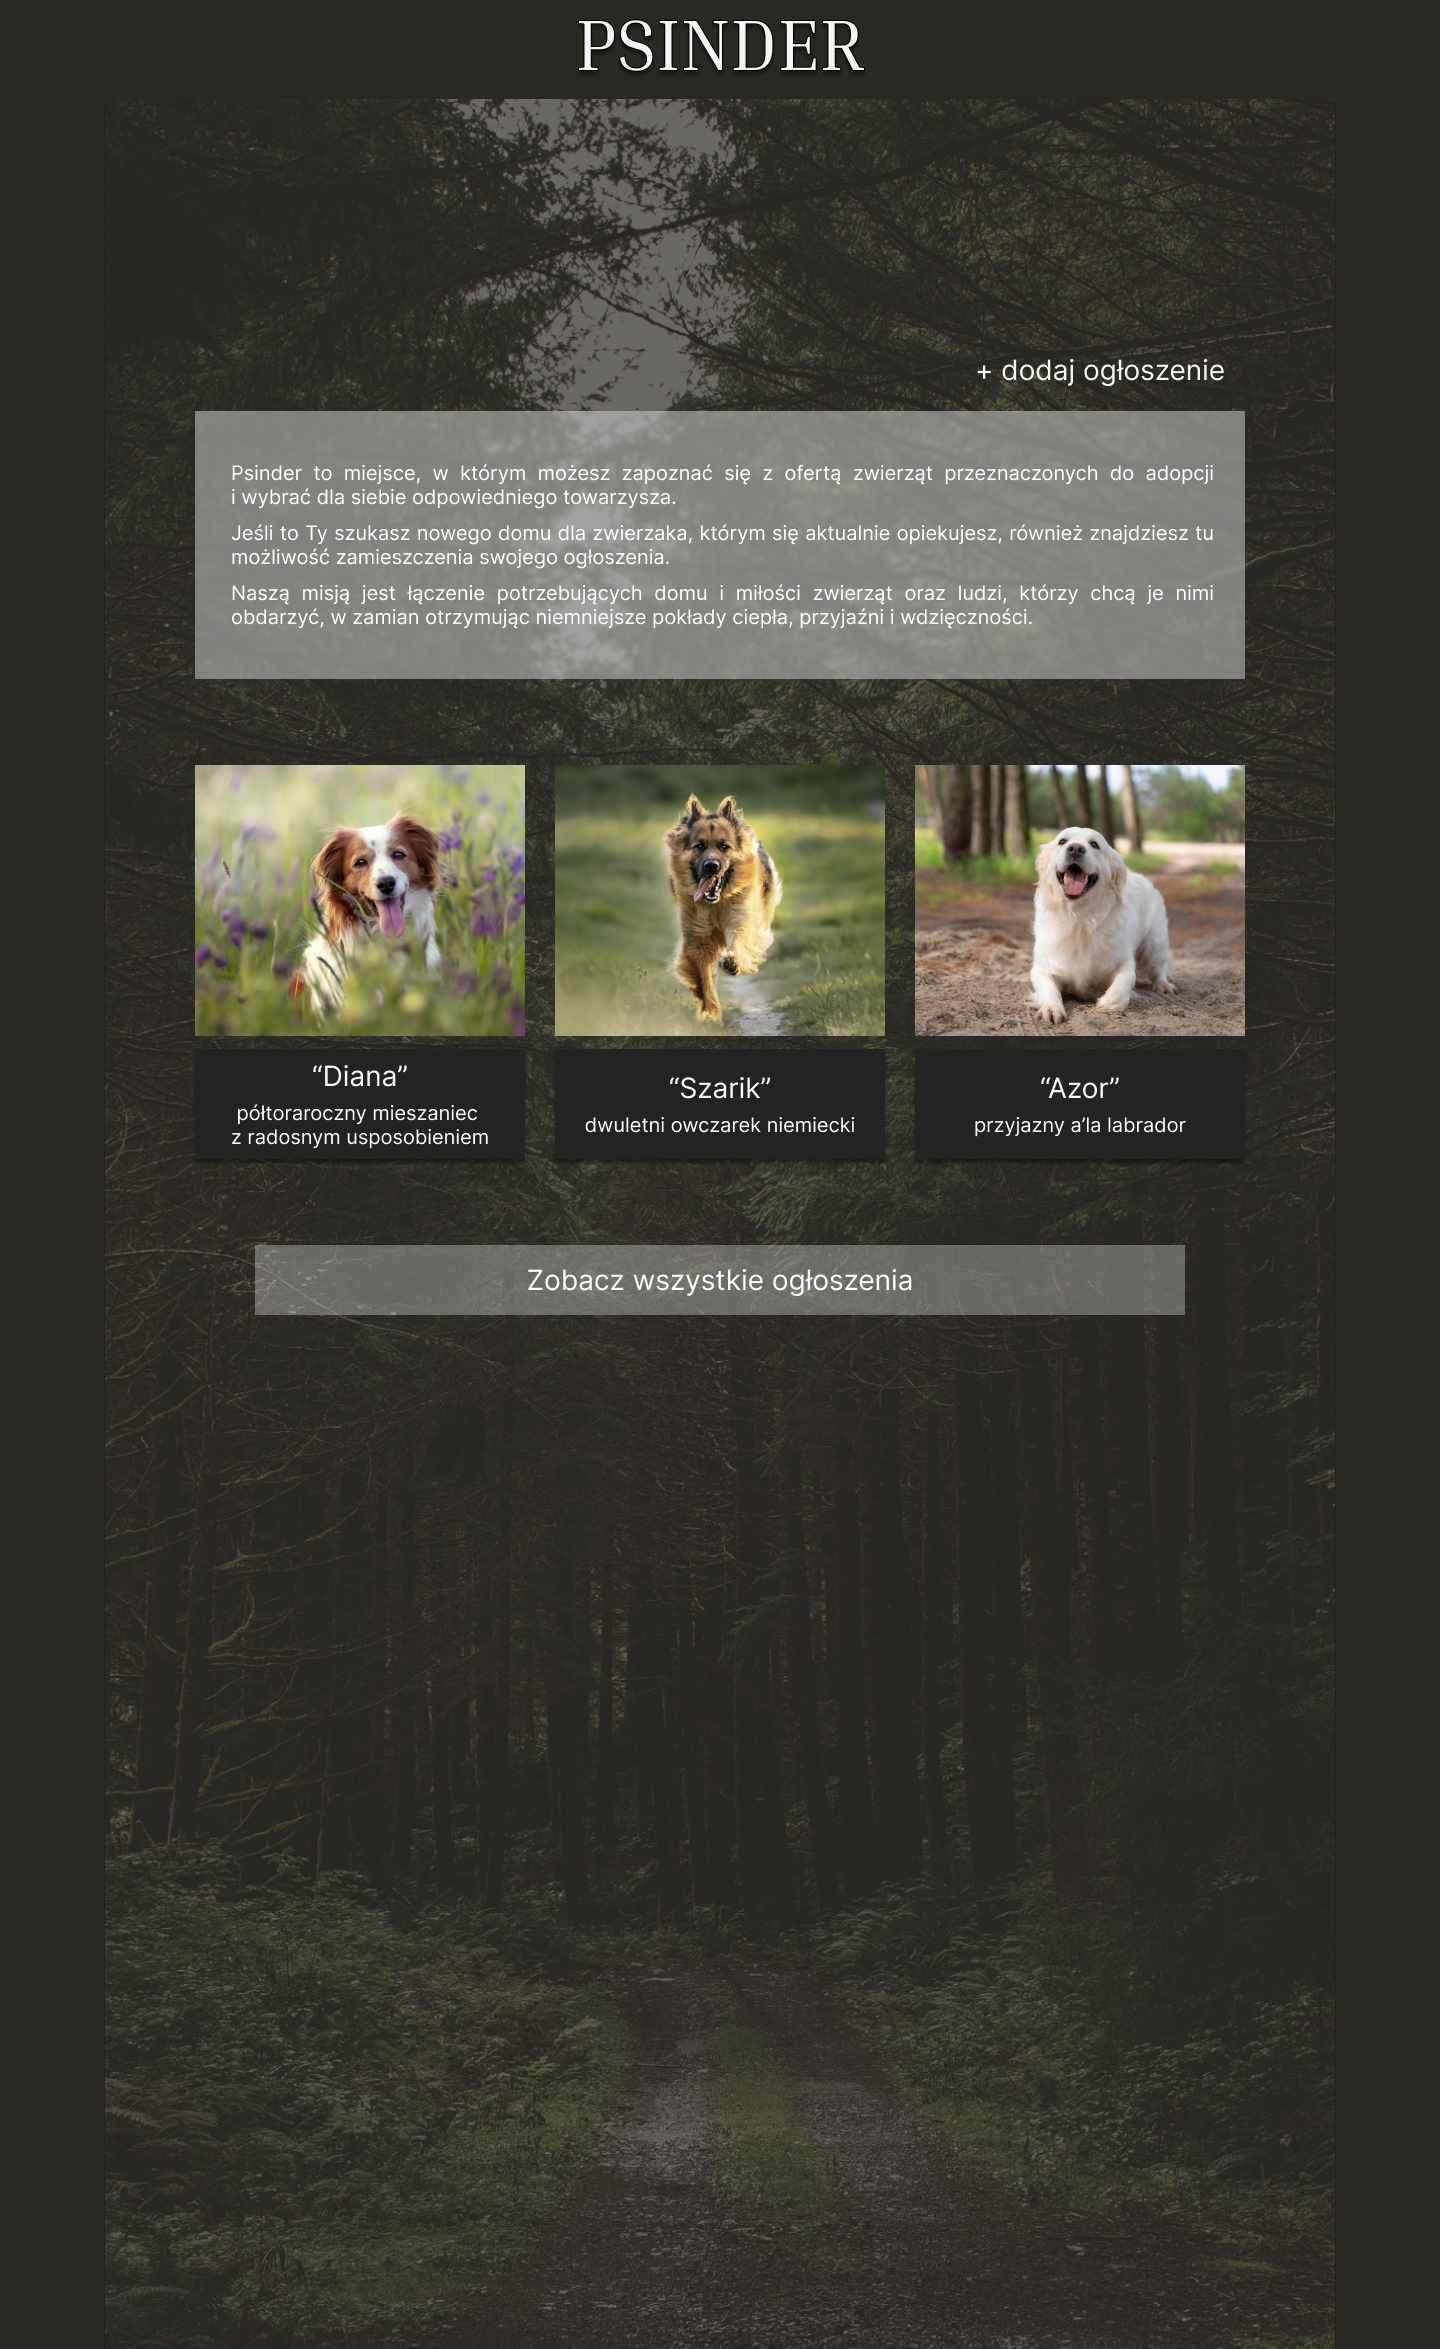 PSINDER
+ dodaj ogłoszenie
Psinder to miejsce, w którym możesz zapoznać się z ofertą zwierząt przeznaczonych do adopcji
i wybrać dla siebie odpowiedniego towarzysza.
Jeśli to Ty szukasz nowego domu dla zwierzaka, którym się aktualnie opiekujesz, również znajdziesz tu
możliwość zamieszczenia swojego ogłoszenia.
Naszą misją jest łączenie potrzebujących domu i miłości zwierząt oraz ludzi, którzy chcą je nimi
obdarzyć, w zamian otrzymując niemniejsze pokłady ciepła, przyjaźni i wdzięczności.
“Diana”
półtoraroczny mieszaniec
z radosnym usposobieniem
“Szarik”
dwuletni owczarek niemiecki
“Azor”
przyjazny a’la labrador
Zobacz wszystkie ogłoszenia